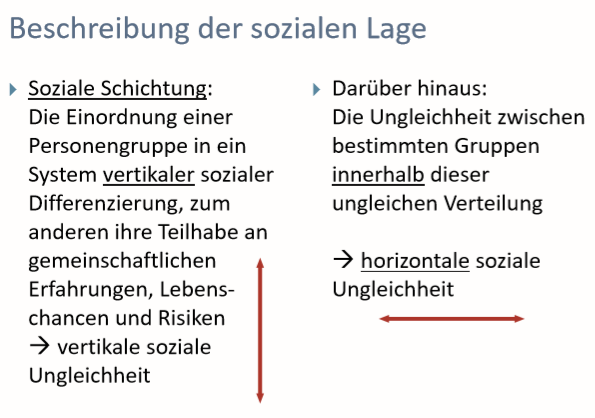 Beschreibung der sozialen Lage
Soziale Schichtung:
Die Einordnung einer
Personengruppe in ein
System vertikaler sozialer
Differenzierung, zum
anderen ihre Teilhabe an
gemeinschaftlichen
Erfahrungen, Lebens-
chancen und Risiken
→ vertikale soziale
Ungleichheit
Darüber hinaus:
Die Ungleichheit zwischen
bestimmten Gruppen
innerhalb dieser
ungleichen Verteilung
→ horizontale soziale
Ungleichheit